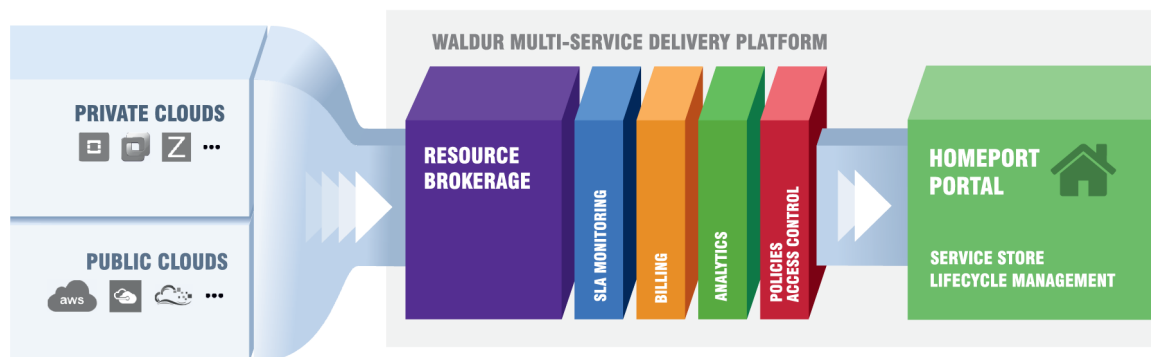 WALDUR MULTI-SERVICE DELIVERY PLATFORM
PRIVATE CLOUDS
Z
PUBLIC CLOUDS
aws
RESOURCE
BROKERAGE
SLA MONITORING
BILLING
ANALYTICS
POLICIES
ACCESS CONTROL
HOMEPORT
PORTAL
SERVICE STORE
LIFECYCLE MANAGEMENT